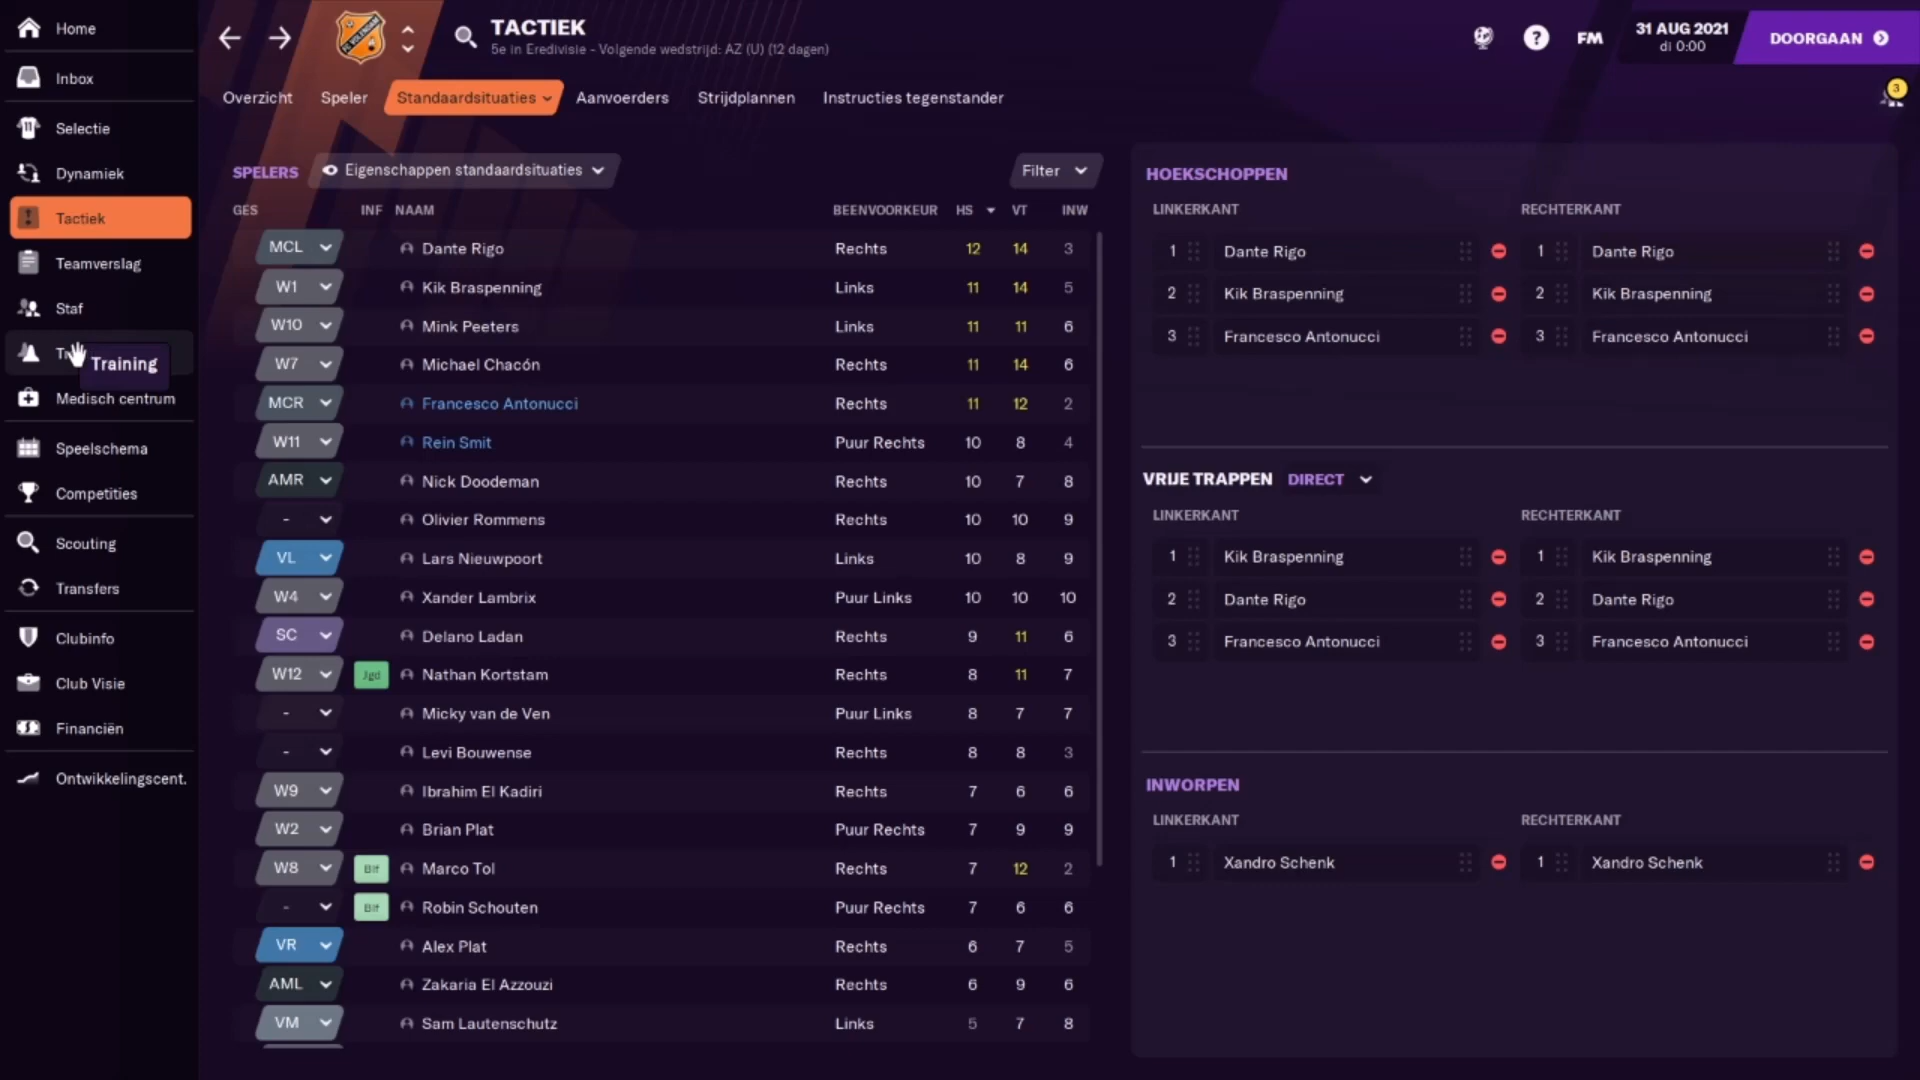 Home
Inbox
Selectie
Dynamiek
Tactiek
Teamverslag
Staf
Training
Medisch centrum
Speelschema
Competities
Scouting
Transfers
Clubinfo
Club Visie
Financiën
Ontwikkelingscent.
FC VOLENDAM
TACTIEK
5e in Eredivisie - Volgende wedstrijd: AZ (U) (12 dagen)
? FM 31 AUG 2021
di 0:00
DOORGAAN
3
Overzicht Speler Standaardsituaties Aanvoerders Strijdplannen Instructies tegenstander
SPELERS Eigenschappen standaardsituaties Filter
GES INF NAAM BEENVOORKEUR HS VT INW
MCL Dante Rigo Rechts 12 14 3
W1 Kik Braspenning Links 11 14 5
W10 Mink Peeters Links 11 11 6
W7 Michael Chacón Rechts 11 14 6
MCR Francesco Antonucci Rechts 11 12 2
W11 Rein Smit Puur Rechts 10 8 4
AMR Nick Doodeman Rechts 10 7 8
- Olivier Rommens Rechts 10 10 9
VL Lars Nieuwpoort Links 10 8 9
W4 Xander Lambrix Puur Links 10 10 10
SC Delano Ladan Rechts 9 11 6
W12 Jgd Nathan Kortstam Rechts 8 11 7
- Micky van de Ven Puur Links 8 7 7
- Levi Bouwense Rechts 8 8 3
W9 Ibrahim El Kadiri Rechts 7 6 6
W2 Brian Plat Puur Rechts 7 9 9
W8 Blf Marco Tol Rechts 7 12 2
- Blf Robin Schouten Puur Rechts 7 6 6
VR Alex Plat Rechts 6 7 5
AML Zakaria El Azzouzi Rechts 6 9 6
VM Sam Lautenschutz Links 5 7 8
HOEKSCHOPPEN
LINKERKANT RECHTERKANT
1 Dante Rigo 1 Dante Rigo
2 Kik Braspenning 2 Kik Braspenning
3 Francesco Antonucci 3 Francesco Antonucci
VRIJE TRAPPEN DIRECT
LINKERKANT RECHTERKANT
1 Kik Braspenning 1 Kik Braspenning
2 Dante Rigo 2 Dante Rigo
3 Francesco Antonucci 3 Francesco Antonucci
INWORPEN
LINKERKANT RECHTERKANT
1 Xandro Schenk 1 Xandro Schenk